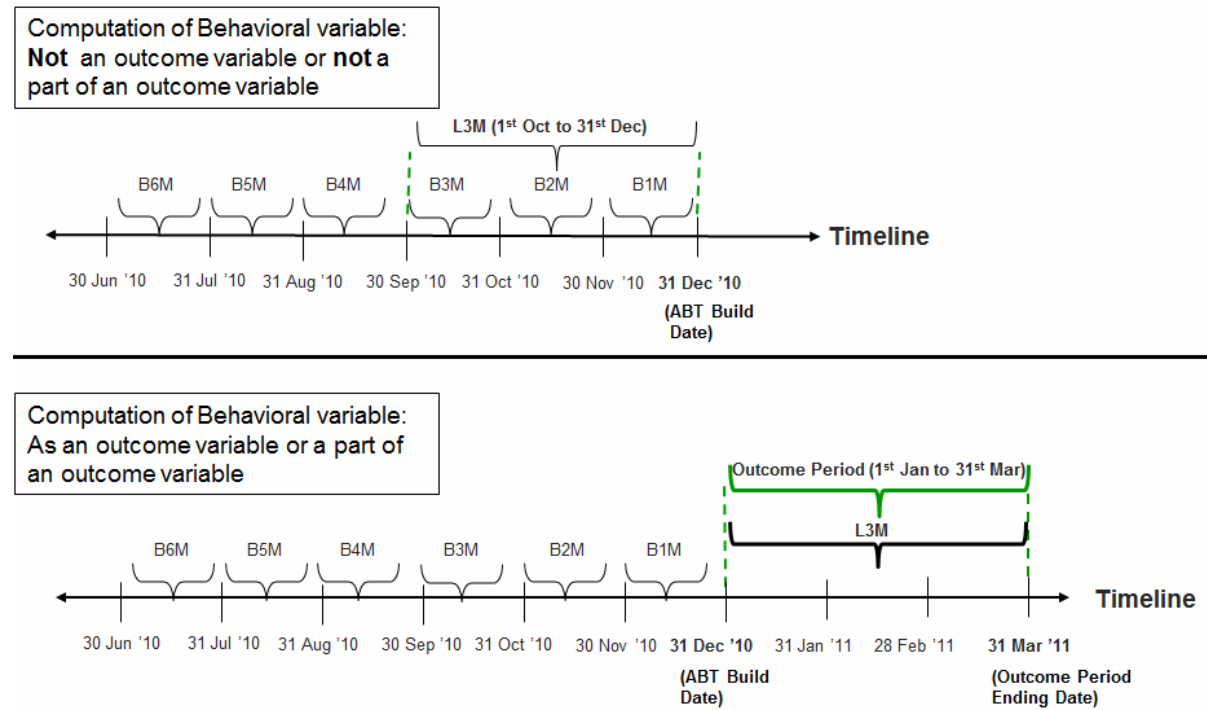 Computation of Behavioral variable:
Not an outcome variable or not a
part of an outcome variable
L3M (1st Oct to 31st Dec)
B6M B5M B4M B3M B2M B1M
Timeline
30 Jun '10 31 Jul '10 31 Aug '10 30 Sep '10 31 Oct '10 30 Nov '10 31 Dec '10
(ABT Build
Date)
Computation of Behavioral variable:
As an outcome variable or a part of
an outcome variable
Outcome Period (1st Jan to 31st Mar)
L3M
B6M B5M B4M B3M B2M B1M
Timeline
30 Jun '10 31 Jul '10 31 Aug '10 30 Sep '10 31 Oct '10 30 Nov '10 31 Dec '10 31 Jan '11 28 Feb '11 31 Mar '11
(ABT Build (Outcome Period
Date) Ending Date)